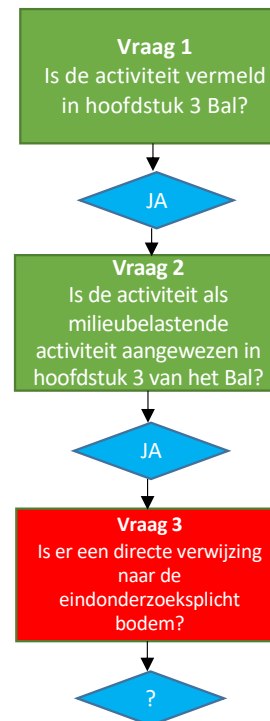 Vraag 1
Is de activiteit vermeld
in hoofdstuk 3 Bal?
JA
Vraag 2
Is de activiteit als
milieubelastende
activiteit aangewezen in
hoofdstuk 3 van het Bal?
JA
Vraag 3
Is er een directe verwijzing
naar de
eindonderzoeksplicht
bodem?
?